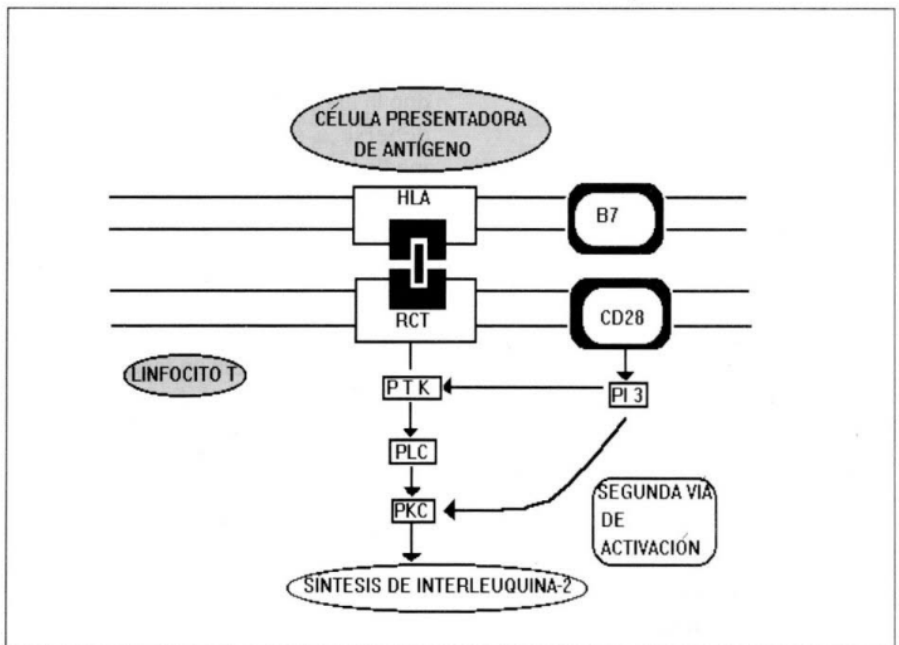 CÉLULA PRESENTADORA
DE ANTÍGENO
HLA
B7
RCT
CD28
LINFOCITO T
P T K
PI 3
PLC
PKC
SEGUNDA VIA
DE
ACTIVACIÓN
SÍNTESIS DE INTERLEUQUINA-2